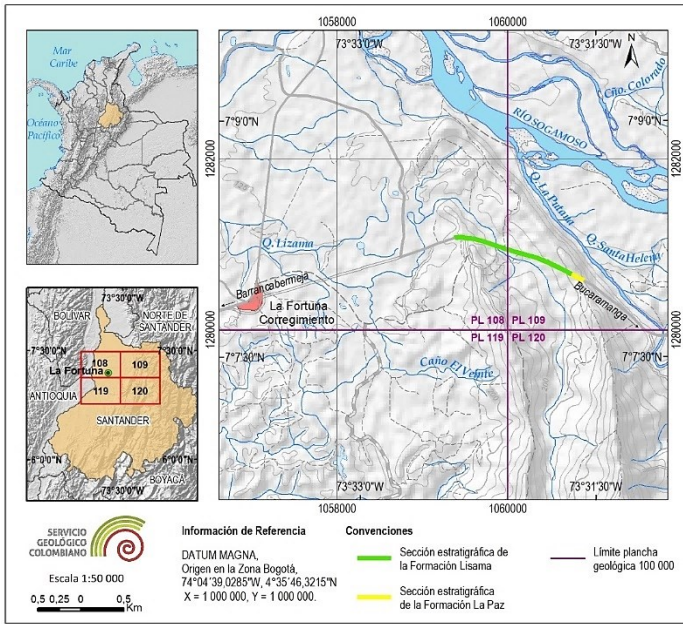 Mar
Caribe
Océano
Pacífico
73°30'0"W
BOLÍVAR
NORTE DE
SANTANDER
7°30'0"N
7°30'0"N
108
109
La Fortuna
119
120
ANTIOQUIA
SANTANDER
6°0'0"N
6°0'0"N
BOYACÁ
73°30'0"W
1058000
1060000
73°33'0"W
73°31'30"W
N
Cño. Colorado
RÍO SOGAMOSO
7°9'0"N
7°9'0"N
1282000
1282000
Q. La Putana
Q. Santa Helena
Q. Lizama
Barrancabermeja
La Fortuna
Corregimiento
Bucaramanga
PL 108
PL 109
1280000
1280000
PL 119
PL 120
7°7'30"N
7°7'30"N
Caño El Veinte
73°33'0"W
73°31'30"W
1058000
1060000
SERVICIO
GEOLÓGICO
COLOMBIANO
Escala 1:50 000
0,5 0,25 0 0,5
Km
Información de Referencia
DATUM MAGNA,
Origen en la Zona Bogotá,
74°04'39,0285"W, 4°35'46,3215"N
X = 1 000 000, Y = 1 000 000.
Convenciones
Sección estratigráfica de
la Formación Lisama
Sección estratigráfica
de la Formación La Paz
Límite plancha
geológica 100 000